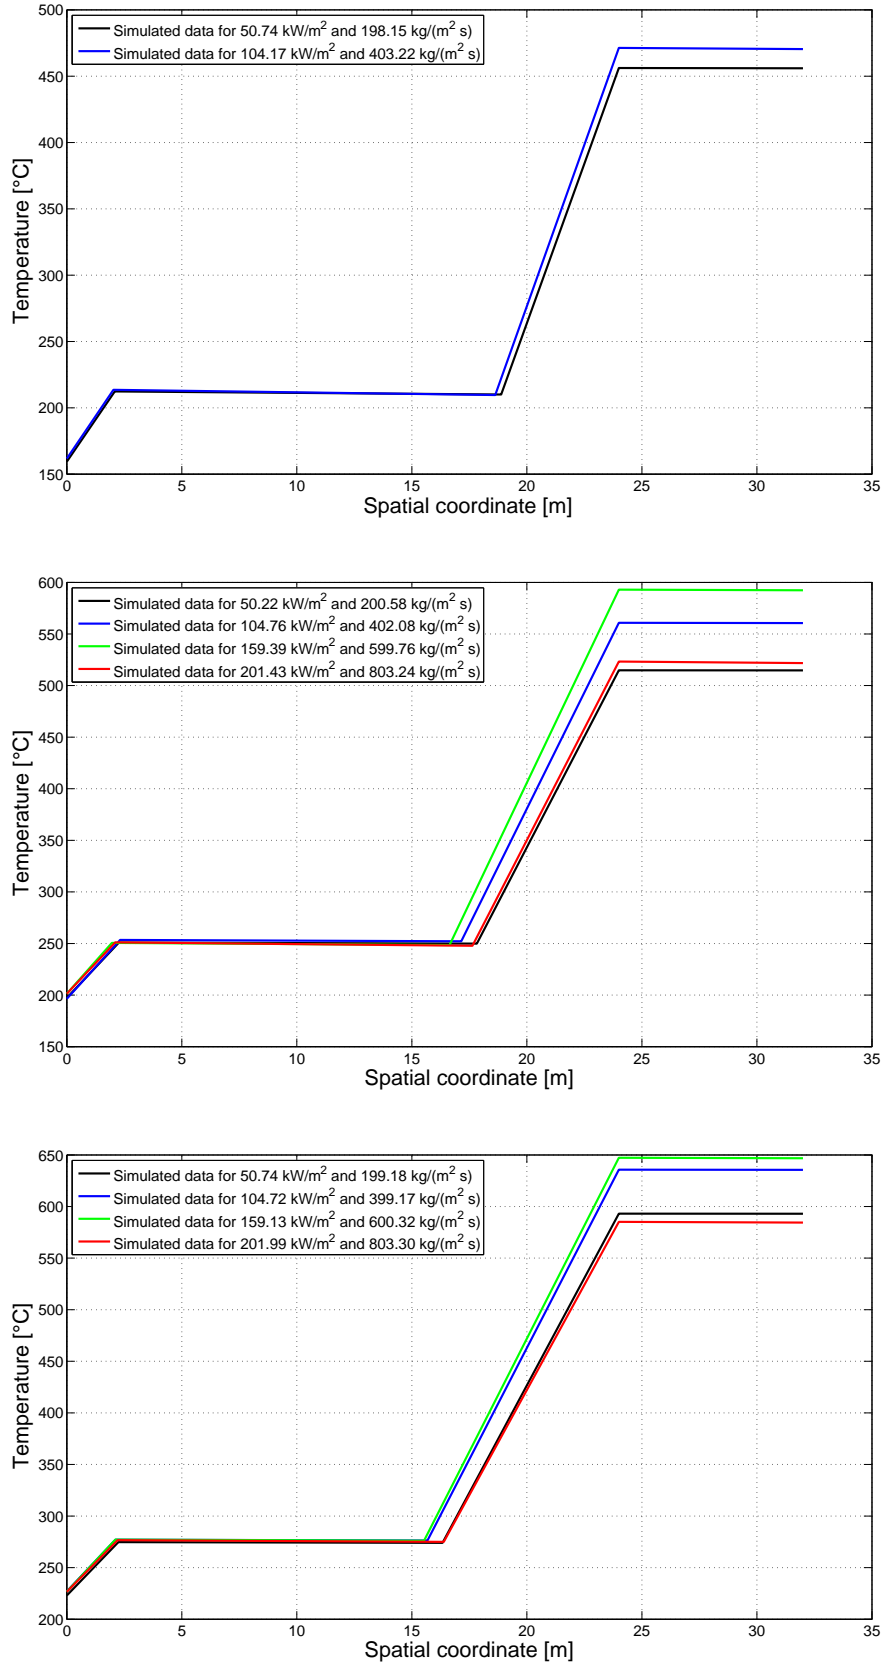 500
450
400
350
300
250
200
150
Temperature [°C]
Simulated data for 50.74 kW/m² and 198.15 kg/(m² s)
Simulated data for 104.17 kW/m² and 403.22 kg/(m² s)
0 5 10 15 20 25 30 35
Spatial coordinate [m]
600
550
500
450
400
350
300
250
200
150
Temperature [°C]
Simulated data for 50.22 kW/m² and 200.58 kg/(m² s)
Simulated data for 104.76 kW/m² and 402.08 kg/(m² s)
Simulated data for 159.39 kW/m² and 599.76 kg/(m² s)
Simulated data for 201.43 kW/m² and 803.24 kg/(m² s)
0 5 10 15 20 25 30 35
Spatial coordinate [m]
650
600
550
500
450
400
350
300
250
200
Temperature [°C]
Simulated data for 50.74 kW/m² and 199.18 kg/(m² s)
Simulated data for 104.72 kW/m² and 399.17 kg/(m² s)
Simulated data for 159.13 kW/m² and 600.32 kg/(m² s)
Simulated data for 201.99 kW/m² and 803.30 kg/(m² s)
0 5 10 15 20 25 30 35
Spatial coordinate [m]